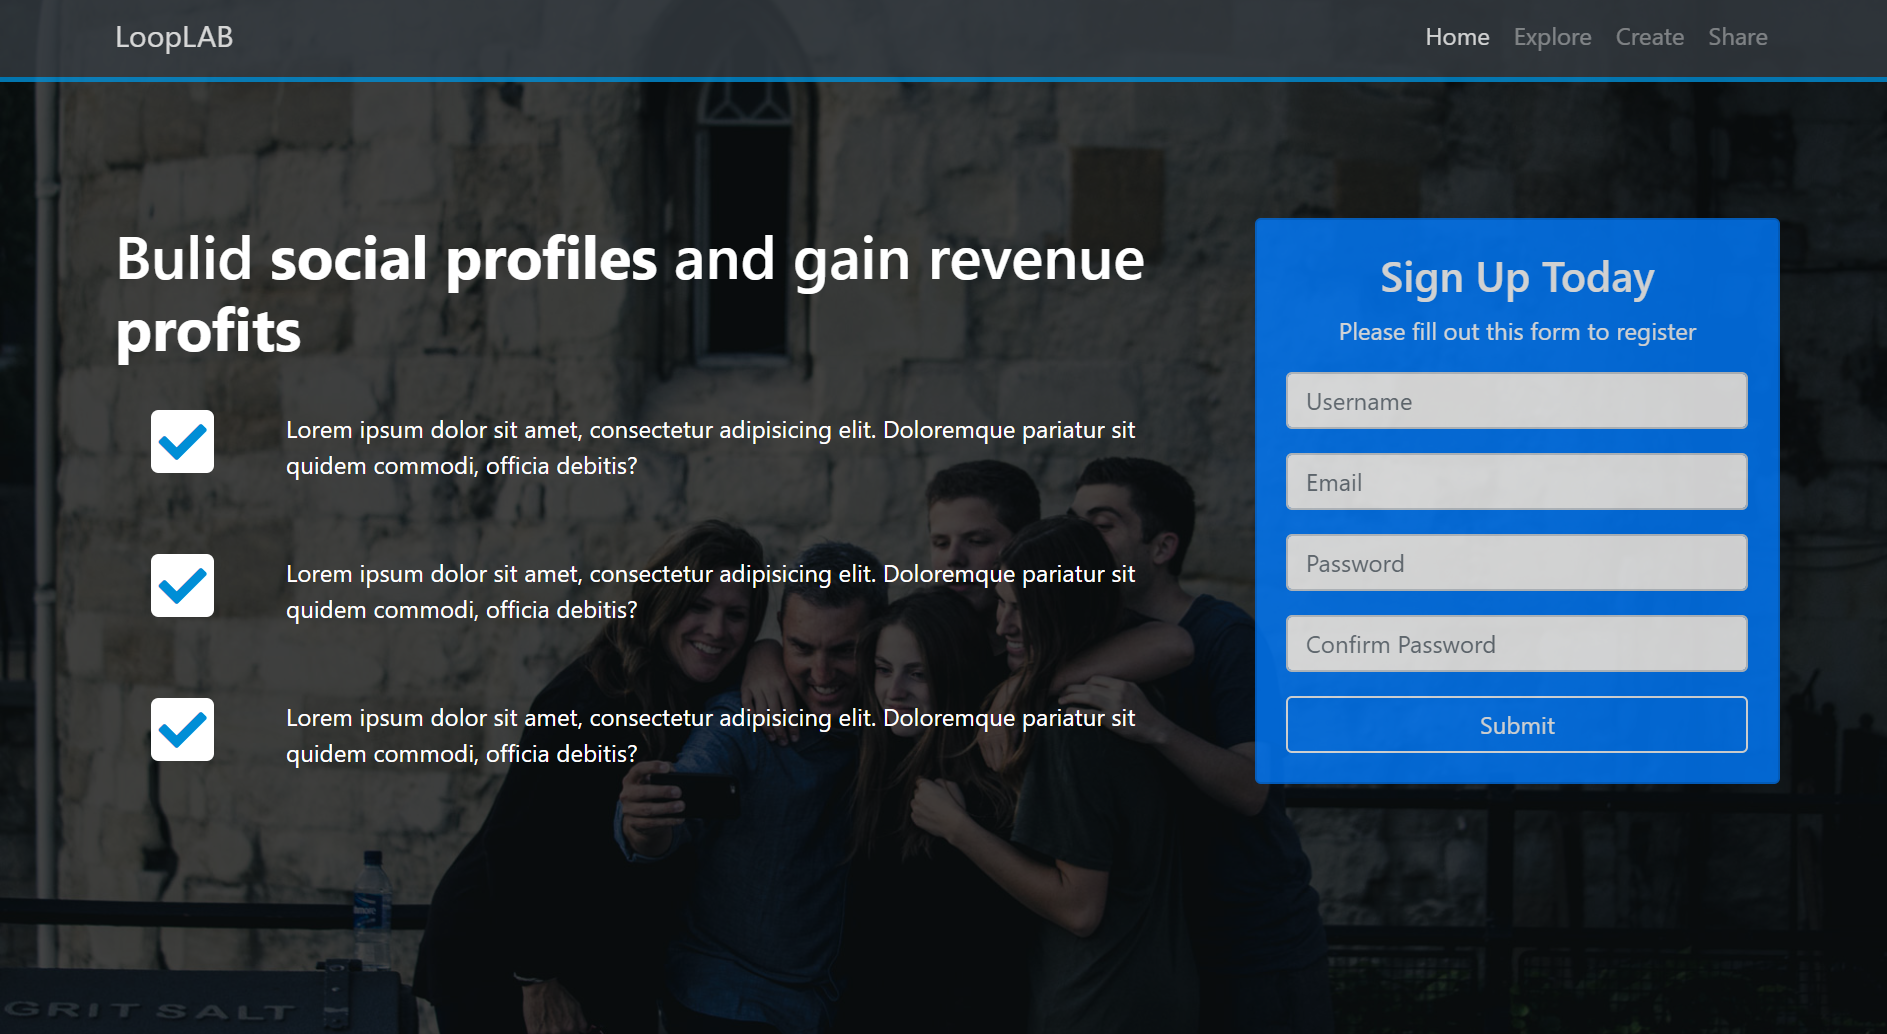 LoopLAB
Home Explore Create Share
Bulid social profiles and gain revenue
profits
Lorem ipsum dolor sit amet, consectetur adipisicing elit. Doloremque pariatur sit
quidem commodi, officia debitis?
Lorem ipsum dolor sit amet, consectetur adipisicing elit. Doloremque pariatur sit
quidem commodi, officia debitis?
Lorem ipsum dolor sit amet, consectetur adipisicing elit. Doloremque pariatur sit
quidem commodi, officia debitis?
Sign Up Today
Please fill out this form to register
Username
Email
Password
Confirm Password
Submit
GRIT SALT